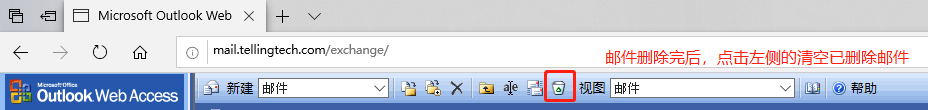 Microsoft Outlook Web
mail.tellingtech.com/exchange/
邮件删除完后，点击左侧的清空已删除邮件
Microsoft Office
Outlook Web Access
新建 邮件 视图 邮件 帮助